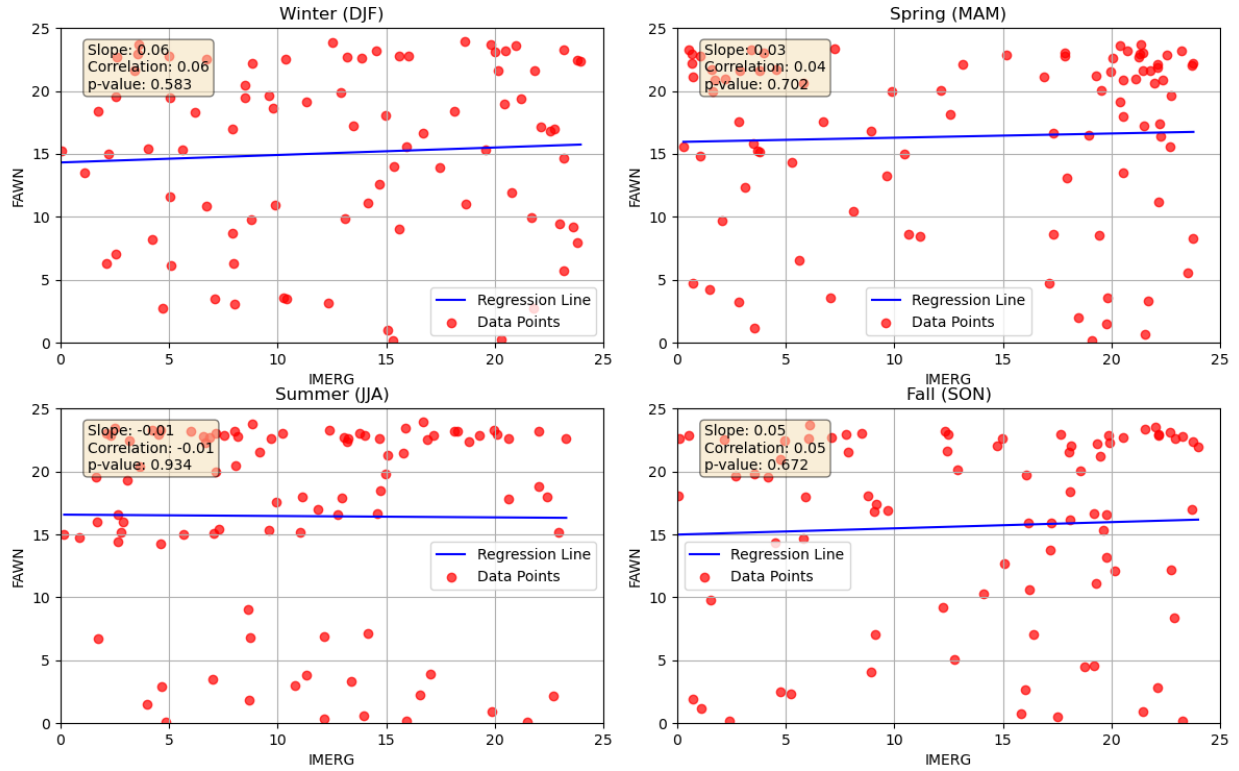 Winter (DJF)
25
20
15
10
5
0
FAWN
Slope: 0.06
Correlation: 0.06
p-value: 0.583
Regression Line
Data Points
0 5 10 15 20 25
IMERG
Spring (MAM)
25
20
15
10
5
0
FAWN
Slope: 0.03
Correlation: 0.04
p-value: 0.702
Regression Line
Data Points
0 5 10 15 20 25
IMERG
Summer (JJA)
25
20
15
10
5
0
FAWN
Slope: -0.01
Correlation: -0.01
p-value: 0.934
Regression Line
Data Points
0 5 10 15 20 25
IMERG
Fall (SON)
25
20
15
10
5
0
FAWN
Slope: 0.05
Correlation: 0.05
p-value: 0.672
Regression Line
Data Points
0 5 10 15 20 25
IMERG